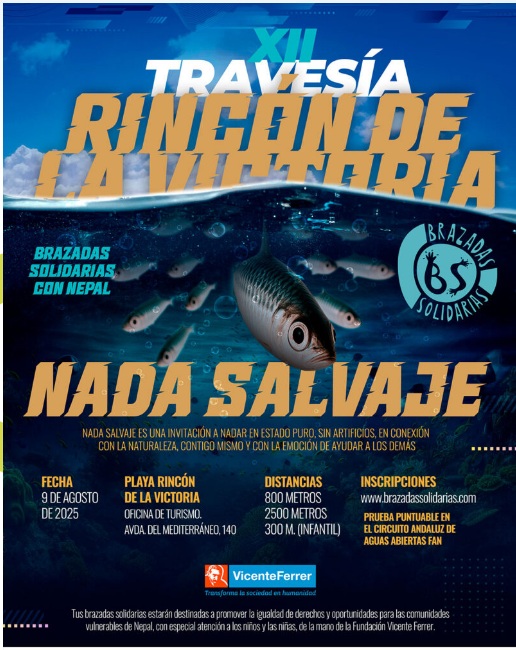 XII
TRAVESÍA
RINCÓN DE
LA VICTORIA
BRAZADAS
SOLIDARIAS
CON NEPAL
BRAZADAS
BS
SOLIDARIAS
NADA SALVAJE
NADA SALVAJE ES UNA INVITACIÓN A NADAR EN ESTADO PURO, SIN ARTIFICIOS, EN CONEXIÓN
CON LA NATURALEZA, CONTIGO MISMO Y CON LA EMOCIÓN DE AYUDAR A LOS DEMÁS
FECHA
9 DE AGOSTO
DE 2025
PLAYA RINCÓN
DE LA VICTORIA
OFICINA DE TURISMO.
AVDA. DEL MEDITERRÁNEO, 140
DISTANCIAS
800 METROS
2500 METROS
300 M. (INFANTIL)
INSCRIPCIONES
www.brazadassolidarias.com
PRUEBA PUNTUABLE EN
EL CIRCUITO ANDALUZ DE
AGUAS ABIERTAS FAN
VicenteFerrer
Transforma la sociedad en humanidad
Tus brazadas solidarias estarán destinadas a promover la igualdad de derechos y oportunidades para las comunidades
vulnerables de Nepal, con especial atención a los niños y las niñas, de la mano de la Fundación Vicente Ferrer.